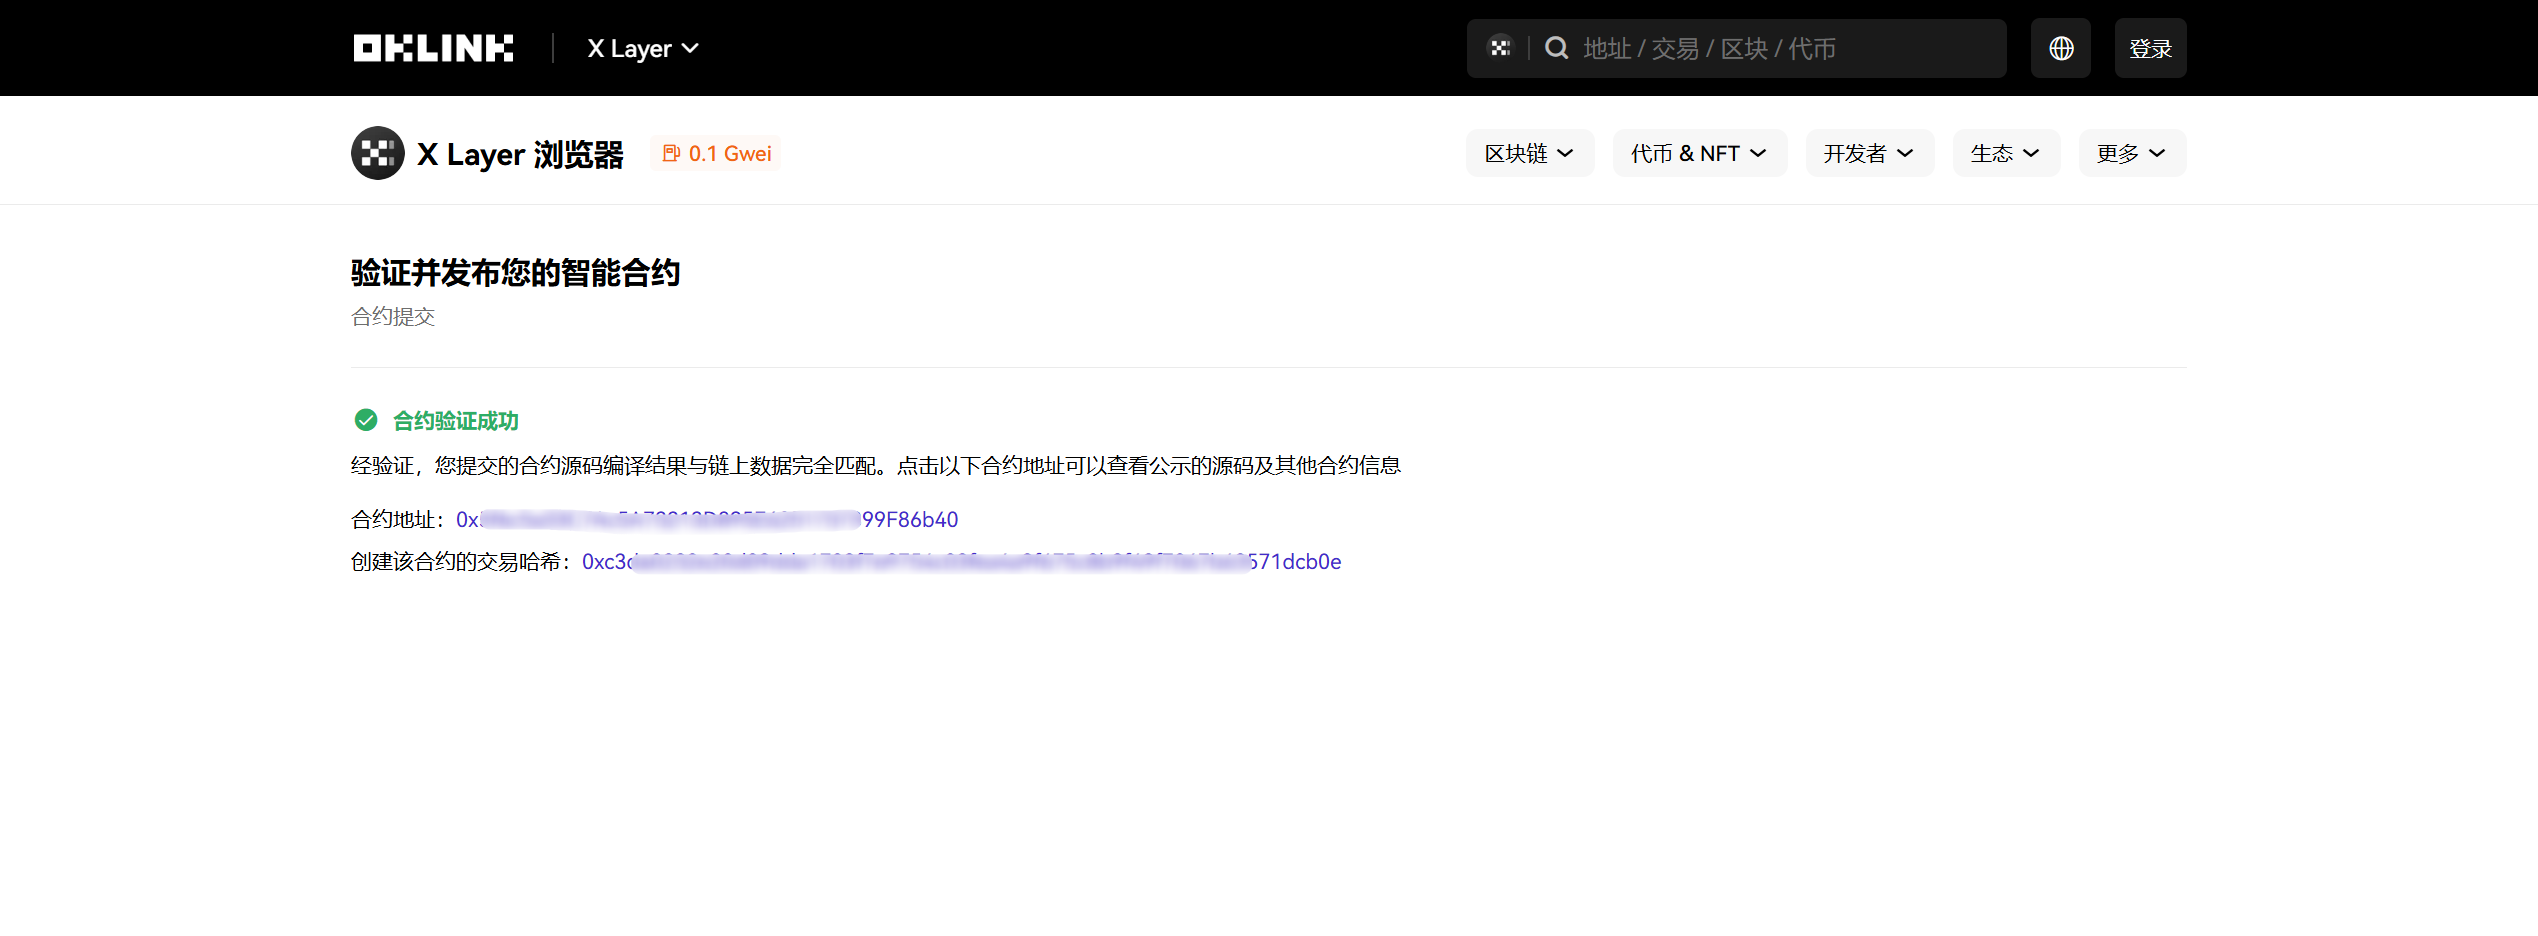 OKLINK
X Layer
地址 / 交易 / 区块 / 代币
登录
X Layer 浏览器
0.1 Gwei
区块链
代币 & NFT
开发者
生态
更多
验证并发布您的智能合约
合约提交
合约验证成功
经验证，您提交的合约源码编译结果与链上数据完全匹配。点击以下合约地址可以查看公示的源码及其他合约信息
合约地址：0x 99F86b40
创建该合约的交易哈希：0xc3 571dcb0e